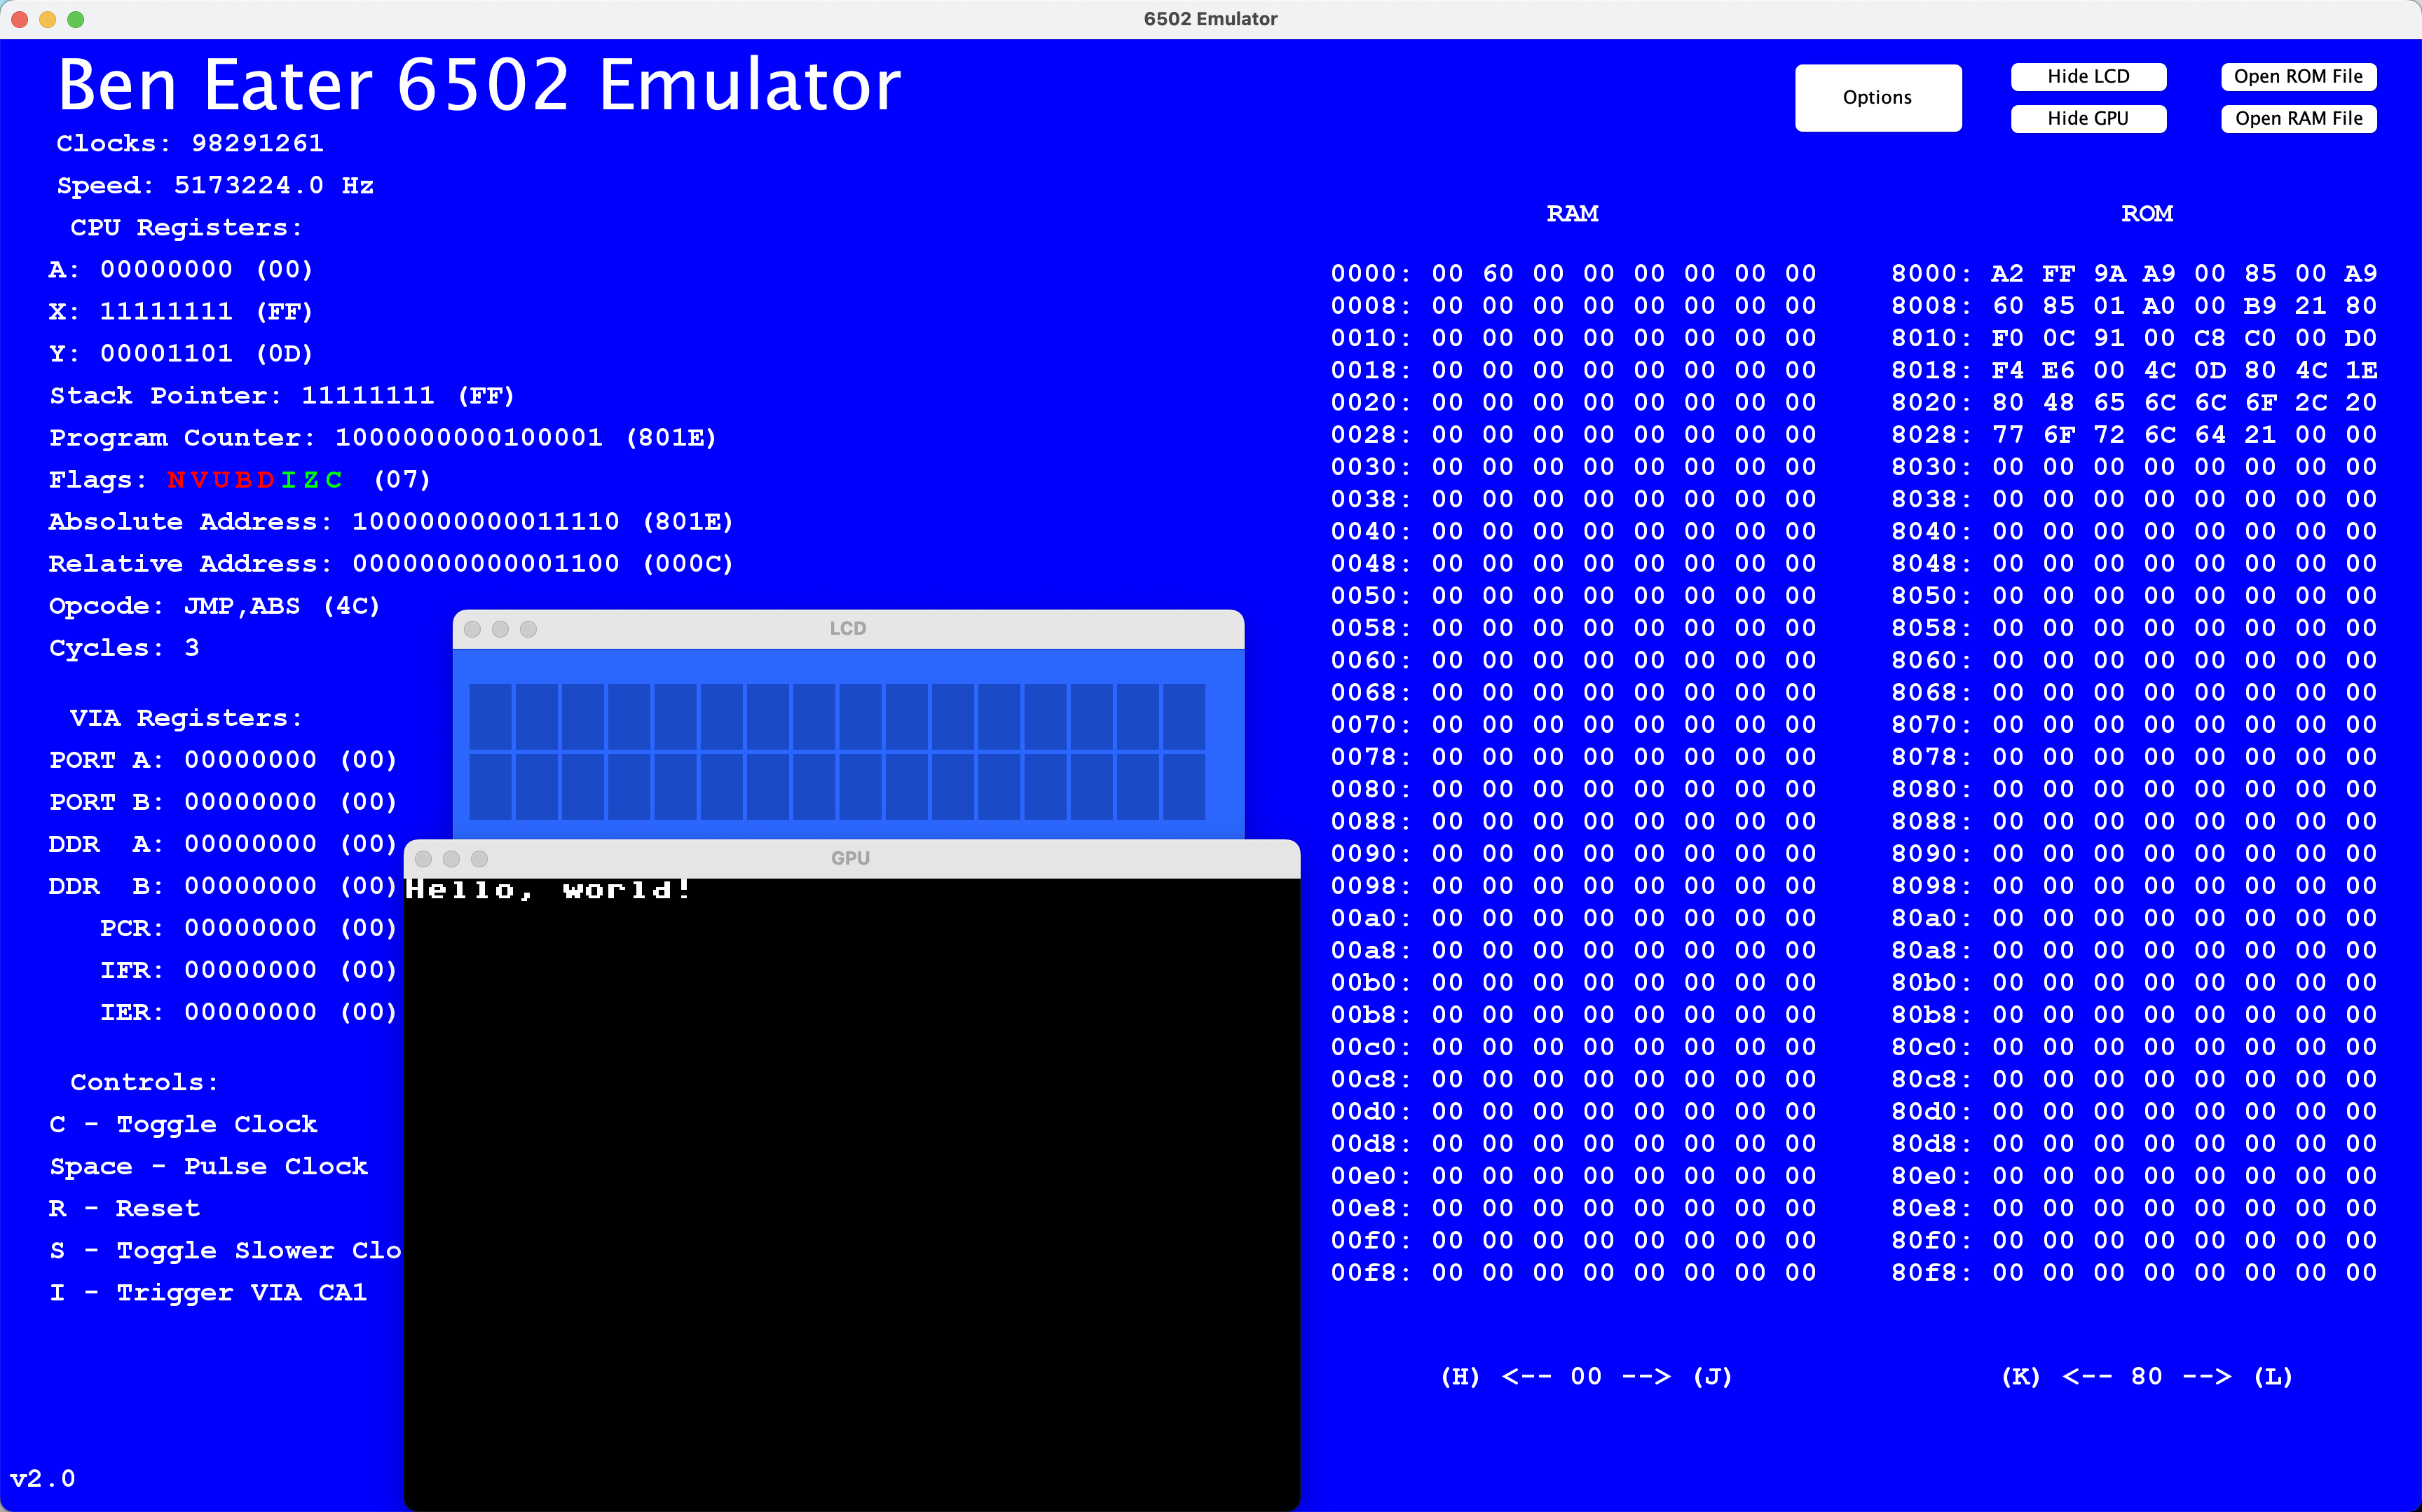 6502 Emulator
Ben Eater 6502 Emulator
Options
Hide LCD
Open ROM File
Hide GPU
Open RAM File
Clocks: 98291261
Speed: 5173224.0 Hz
CPU Registers:
A: 00000000 (00)
X: 11111111 (FF)
Y: 00001101 (0D)
Stack Pointer: 11111111 (FF)
Program Counter: 1000000000100001 (801E)
Flags: NVUBDIZC (07)
Absolute Address: 1000000000011110 (801E)
Relative Address: 0000000000001100 (000C)
Opcode: JMP,ABS (4C)
Cycles: 3
VIA Registers:
PORT A: 00000000 (00)
PORT B: 00000000 (00)
DDR  A: 00000000 (00)
DDR  B: 00000000 (00)
PCR: 00000000 (00)
IFR: 00000000 (00)
IER: 00000000 (00)
Controls:
C - Toggle Clock
Space - Pulse Clock
R - Reset
S - Toggle Slower Clo
I - Trigger VIA CA1
v2.0
LCD
GPU
Hello, world!
RAM
0000: 00 60 00 00 00 00 00 00
0008: 00 00 00 00 00 00 00 00
0010: 00 00 00 00 00 00 00 00
0018: 00 00 00 00 00 00 00 00
0020: 00 00 00 00 00 00 00 00
0028: 00 00 00 00 00 00 00 00
0030: 00 00 00 00 00 00 00 00
0038: 00 00 00 00 00 00 00 00
0040: 00 00 00 00 00 00 00 00
0048: 00 00 00 00 00 00 00 00
0050: 00 00 00 00 00 00 00 00
0058: 00 00 00 00 00 00 00 00
0060: 00 00 00 00 00 00 00 00
0068: 00 00 00 00 00 00 00 00
0070: 00 00 00 00 00 00 00 00
0078: 00 00 00 00 00 00 00 00
0080: 00 00 00 00 00 00 00 00
0088: 00 00 00 00 00 00 00 00
0090: 00 00 00 00 00 00 00 00
0098: 00 00 00 00 00 00 00 00
00a0: 00 00 00 00 00 00 00 00
00a8: 00 00 00 00 00 00 00 00
00b0: 00 00 00 00 00 00 00 00
00b8: 00 00 00 00 00 00 00 00
00c0: 00 00 00 00 00 00 00 00
00c8: 00 00 00 00 00 00 00 00
00d0: 00 00 00 00 00 00 00 00
00d8: 00 00 00 00 00 00 00 00
00e0: 00 00 00 00 00 00 00 00
00e8: 00 00 00 00 00 00 00 00
00f0: 00 00 00 00 00 00 00 00
00f8: 00 00 00 00 00 00 00 00
(H) <-- 00 --> (J)
ROM
8000: A2 FF 9A A9 00 85 00 A9
8008: 60 85 01 A0 00 B9 21 80
8010: F0 0C 91 00 C8 C0 00 D0
8018: F4 E6 00 4C 0D 80 4C 1E
8020: 80 48 65 6C 6C 6F 2C 20
8028: 77 6F 72 6C 64 21 00 00
8030: 00 00 00 00 00 00 00 00
8038: 00 00 00 00 00 00 00 00
8040: 00 00 00 00 00 00 00 00
8048: 00 00 00 00 00 00 00 00
8050: 00 00 00 00 00 00 00 00
8058: 00 00 00 00 00 00 00 00
8060: 00 00 00 00 00 00 00 00
8068: 00 00 00 00 00 00 00 00
8070: 00 00 00 00 00 00 00 00
8078: 00 00 00 00 00 00 00 00
8080: 00 00 00 00 00 00 00 00
8088: 00 00 00 00 00 00 00 00
8090: 00 00 00 00 00 00 00 00
8098: 00 00 00 00 00 00 00 00
80a0: 00 00 00 00 00 00 00 00
80a8: 00 00 00 00 00 00 00 00
80b0: 00 00 00 00 00 00 00 00
80b8: 00 00 00 00 00 00 00 00
80c0: 00 00 00 00 00 00 00 00
80c8: 00 00 00 00 00 00 00 00
80d0: 00 00 00 00 00 00 00 00
80d8: 00 00 00 00 00 00 00 00
80e0: 00 00 00 00 00 00 00 00
80e8: 00 00 00 00 00 00 00 00
80f0: 00 00 00 00 00 00 00 00
80f8: 00 00 00 00 00 00 00 00
(K) <-- 80 --> (L)